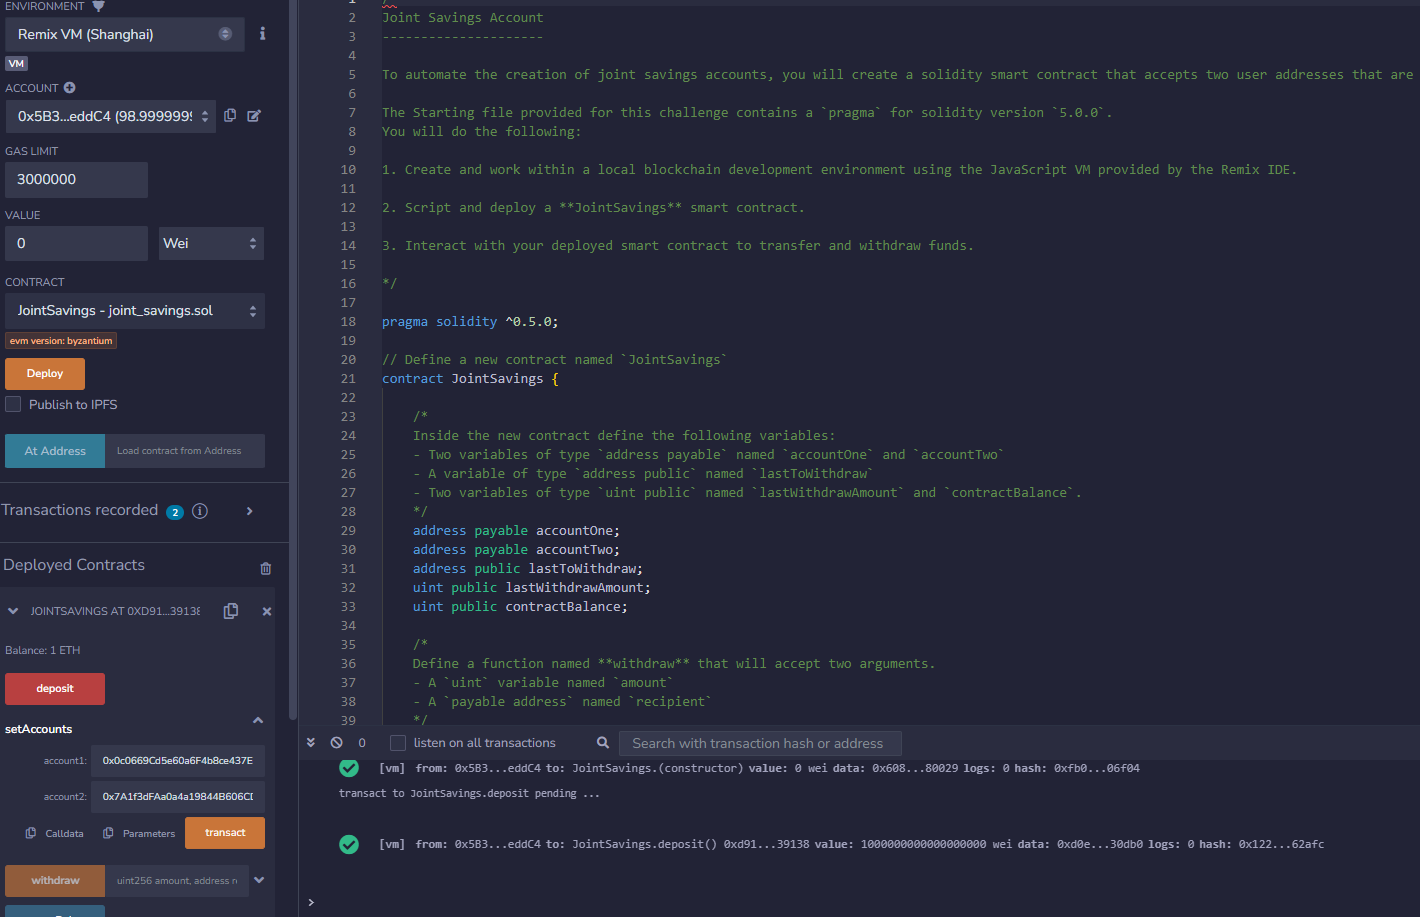 ENVIRONMENT
Remix VM (Shanghai)
VM
ACCOUNT
0x5B3...eddC4 (98.9999999
GAS LIMIT
3000000
VALUE
0
Wei
CONTRACT
JointSavings - joint_savings.sol
evm version: byzantium
Deploy
Publish to IPFS
At Address
Load contract from Address
Transactions recorded 2 i
Deployed Contracts
JOINTSAVINGS AT 0XD91...39138
Balance: 1 ETH
deposit
setAccounts
account1: 0x0c0669Cd5e60a6F4b8ce437E
account2: 0x7A1f3dFAa0a4a19844B606CD
Calldata
Parameters
transact
withdraw
uint256 amount, address r
1
2 Joint Savings Account
3 ---------------------
4
5 To automate the creation of joint savings accounts, you will create a solidity smart contract that accepts two user addresses that are
6
7 The Starting file provided for this challenge contains a `pragma` for solidity version `5.0.0`.
8 You will do the following:
9
10 1. Create and work within a local blockchain development environment using the JavaScript VM provided by the Remix IDE.
11
12 2. Script and deploy a **JointSavings** smart contract.
13
14 3. Interact with your deployed smart contract to transfer and withdraw funds.
15
16 */
17
18 pragma solidity ^0.5.0;
19
20 // Define a new contract named `JointSavings`
21 contract JointSavings {
22
23 /*
24 Inside the new contract define the following variables:
25 - Two variables of type `address payable` named `accountOne` and `accountTwo`
26 - A variable of type `address public` named `lastToWithdraw`
27 - Two variables of type `uint public` named `lastWithdrawAmount` and `contractBalance`.
28 */
29 address payable accountOne;
30 address payable accountTwo;
31 address public lastToWithdraw;
32 uint public lastWithdrawAmount;
33 uint public contractBalance;
34
35 /*
36 Define a function named **withdraw** that will accept two arguments.
37 - A `uint` variable named `amount`
38 - A `payable address` named `recipient`
39 */
0
listen on all transactions
Search with transaction hash or address
[vm] from: 0x5B3...eddC4 to: JointSavings.(constructor) value: 0 wei data: 0x608...80029 logs: 0 hash: 0xfb0...06f04
transact to JointSavings.deposit pending ...
[vm] from: 0x5B3...eddC4 to: JointSavings.deposit() 0xd91...39138 value: 1000000000000000000 wei data: 0xd0e...30db0 logs: 0 hash: 0x122...62afc
>